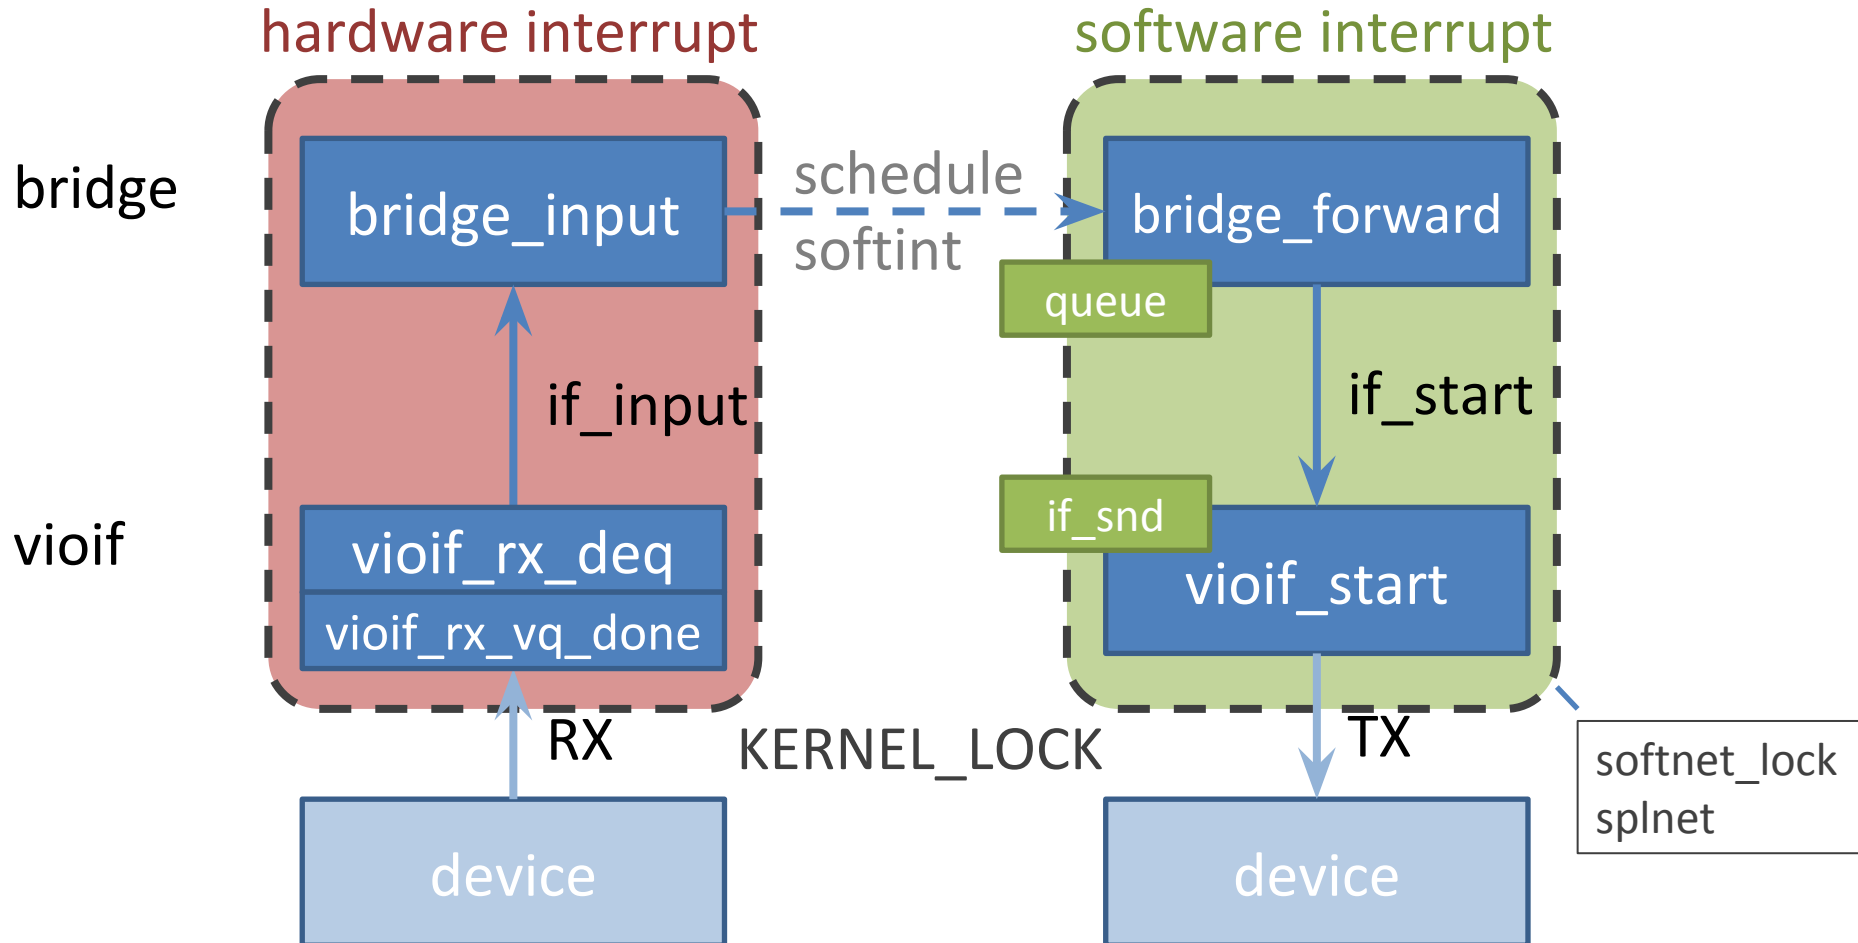 hardware interrupt
software interrupt
bridge
bridge_input
schedule
softint
bridge_forward
queue
if_input
if_start
vioif
vioif_rx_deq
vioif_rx_vq_done
if_snd
vioif_start
RX
KERNEL_LOCK
TX
softnet_lock
splnet
device
device